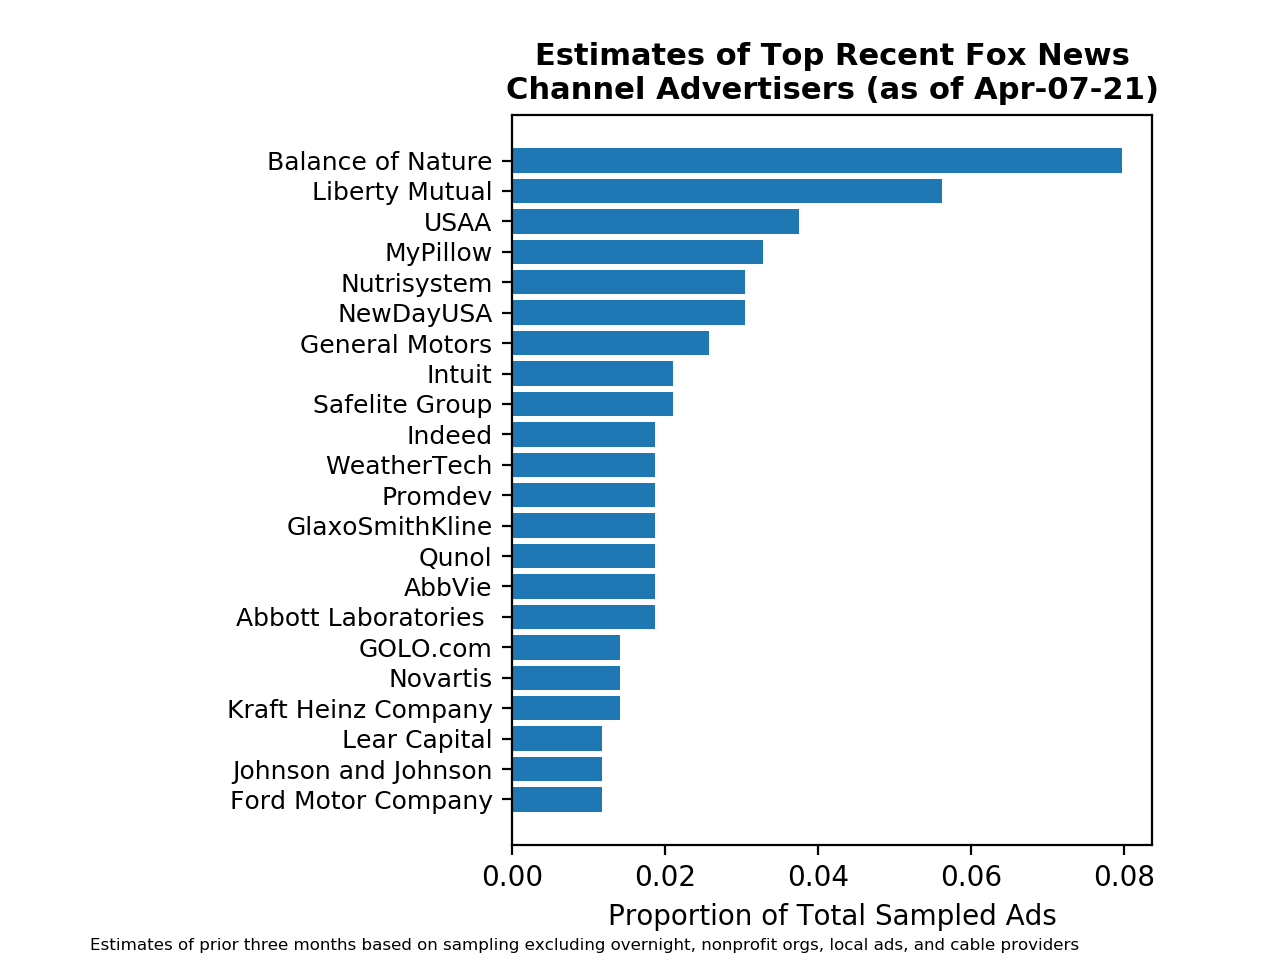 Estimates of Top Recent Fox News
Channel Advertisers (as of Apr-07-21)
Balance of Nature
Liberty Mutual
USAA
MyPillow
Nutrisystem
NewDayUSA
General Motors
Intuit
Safelite Group
Indeed
WeatherTech
Promdev
GlaxoSmithKline
Qunol
AbbVie
Abbott Laboratories
GOLO.com
Novartis
Kraft Heinz Company
Lear Capital
Johnson and Johnson
Ford Motor Company
0.00 0.02 0.04 0.06 0.08
Proportion of Total Sampled Ads
Estimates of prior three months based on sampling excluding overnight, nonprofit orgs, local ads, and cable providers